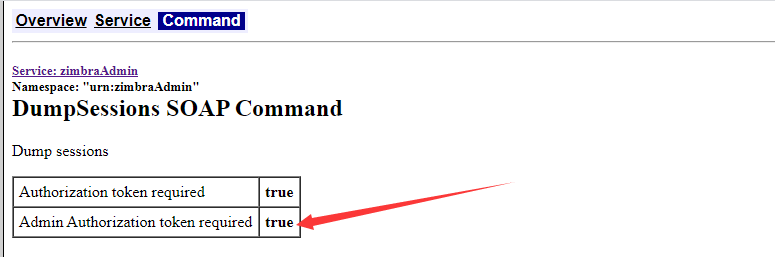 Overview Service Command
Service: zimbraAdmin
Namespace: "urn:zimbraAdmin"
DumpSessions SOAP Command
Dump sessions
Authorization token required true
Admin Authorization token required true